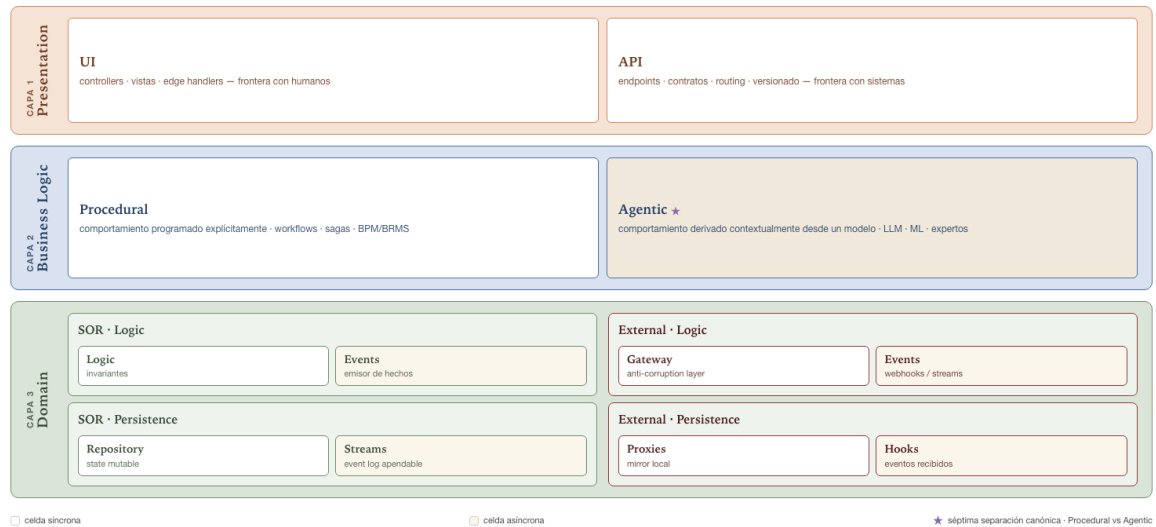 CAPA 1
Presentation
UI
controllers · vistas · edge handlers — frontera con humanos
API
endpoints · contratos · routing · versionado — frontera con sistemas
CAPA 2
Business Logic
Procedural
comportamiento programado explícitamente · workflows · sagas · BPM/BRMS
Agentic ★
comportamiento derivado contextualmente desde un modelo · LLM · ML · expertos
CAPA 3
Domain
SOR · Logic
Logic
invariantes
Events
emisor de hechos
External · Logic
Gateway
anti-corruption layer
Events
webhooks / streams
SOR · Persistence
Repository
state mutable
Streams
event log apendable
External · Persistence
Proxies
mirror local
Hooks
eventos recibidos
celda síncrona
celda asíncrona
★ séptima separación canónica · Procedural vs Agentic